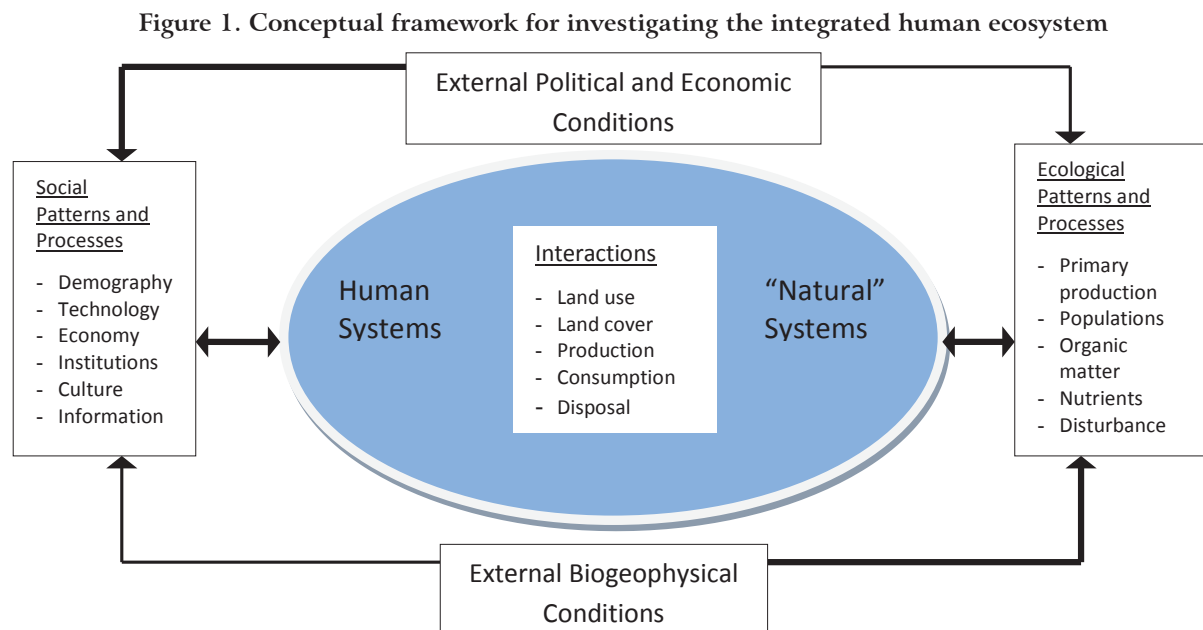 Figure 1. Conceptual framework for investigating the integrated human ecosystem
External Political and Economic
Conditions
Social
Patterns and
Processes
- Demography
- Technology
- Economy
- Institutions
- Culture
- Information
Human
Systems
Interactions
- Land use
- Land cover
- Production
- Consumption
- Disposal
“Natural”
Systems
Ecological
Patterns and
Processes
- Primary
production
- Populations
- Organic
matter
- Nutrients
- Disturbance
External Biogeophysical
Conditions